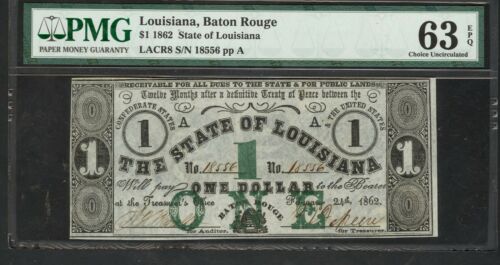 PMG
PAPER MONEY GUARANTY
Louisiana, Baton Rouge
$1 1862 State of Louisiana
LACR8 S/N 18556 pp A
63 EPQ
Choice Uncirculated
RECEIVABLE FOR ALL DUES TO THE STATE & FOR PUBLIC LANDS
Twelve Months after a definitive Treaty of Peace between the
CONFEDERATE STATES & THE UNITED STATES
1 A A. 1
THE STATE OF LOUISIANA
1 1 1
No. 18556 No. 18556
Will pay ONE DOLLAR to the Bearer
at the Treasurer's Office BATON ROUGE 24th, 1862.
ONE
for Auditor. for Treasurer.